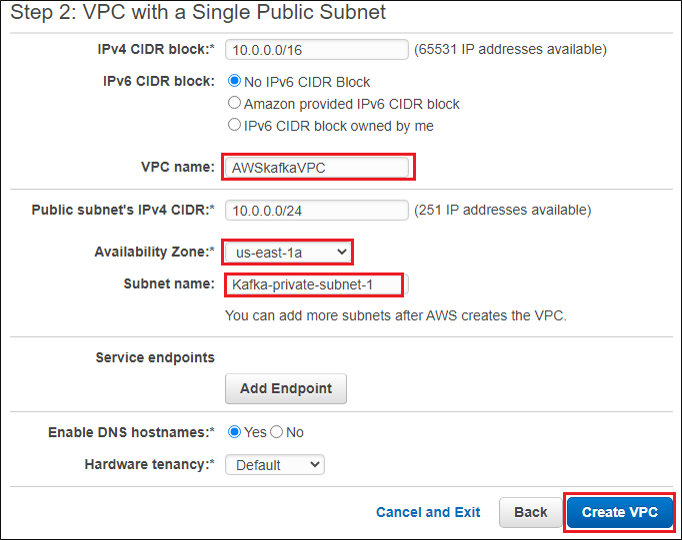 Step 2: VPC with a Single Public Subnet
IPv4 CIDR block:* 10.0.0.0/16 (65531 IP addresses available)
IPv6 CIDR block: No IPv6 CIDR Block
Amazon provided IPv6 CIDR block
IPv6 CIDR block owned by me
VPC name: AWSkafkaVPC
Public subnet's IPv4 CIDR:* 10.0.0.0/24 (251 IP addresses available)
Availability Zone:* us-east-1a
Subnet name: Kafka-private-subnet-1
You can add more subnets after AWS creates the VPC.
Service endpoints
Add Endpoint
Enable DNS hostnames:* Yes No
Hardware tenancy:* Default
Cancel and Exit Back Create VPC